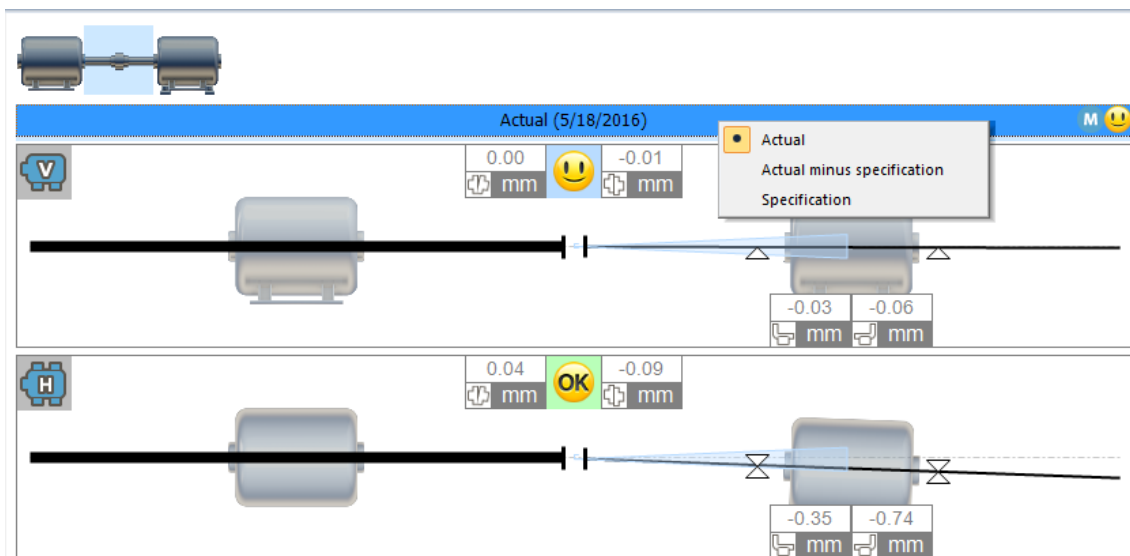 Actual (5/18/2016)
M
Actual
Actual minus specification
Specification
V
0.00
mm
-0.01
mm
-0.03
mm
-0.06
mm
H
0.04
mm
OK
-0.09
mm
-0.35
mm
-0.74
mm